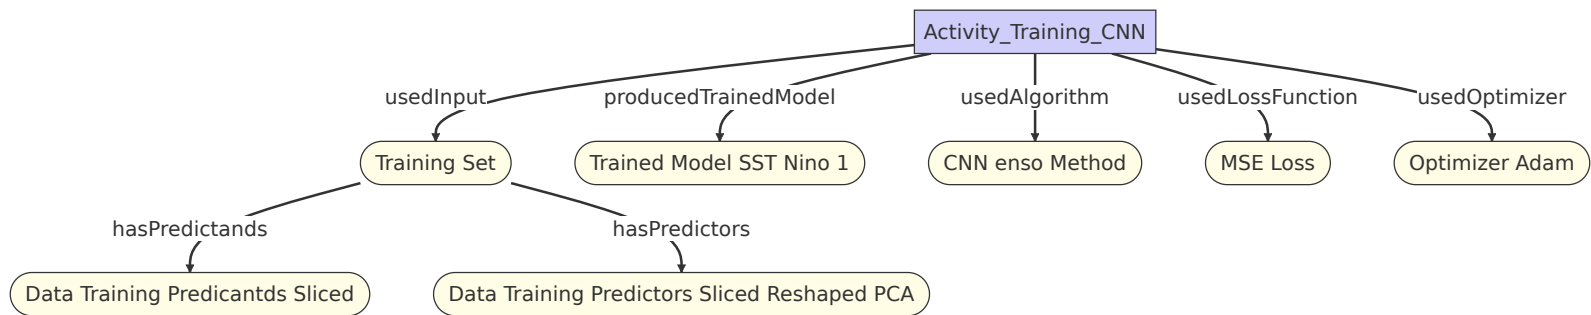 Activity_Training_CNN
usedInput
producedTrainedModel
usedAlgorithm
usedLossFunction
usedOptimizer
Training Set
Trained Model SST Nino 1
CNN enso Method
MSE Loss
Optimizer Adam
hasPredictands
hasPredictors
Data Training Predicantds Sliced
Data Training Predictors Sliced Reshaped PCA